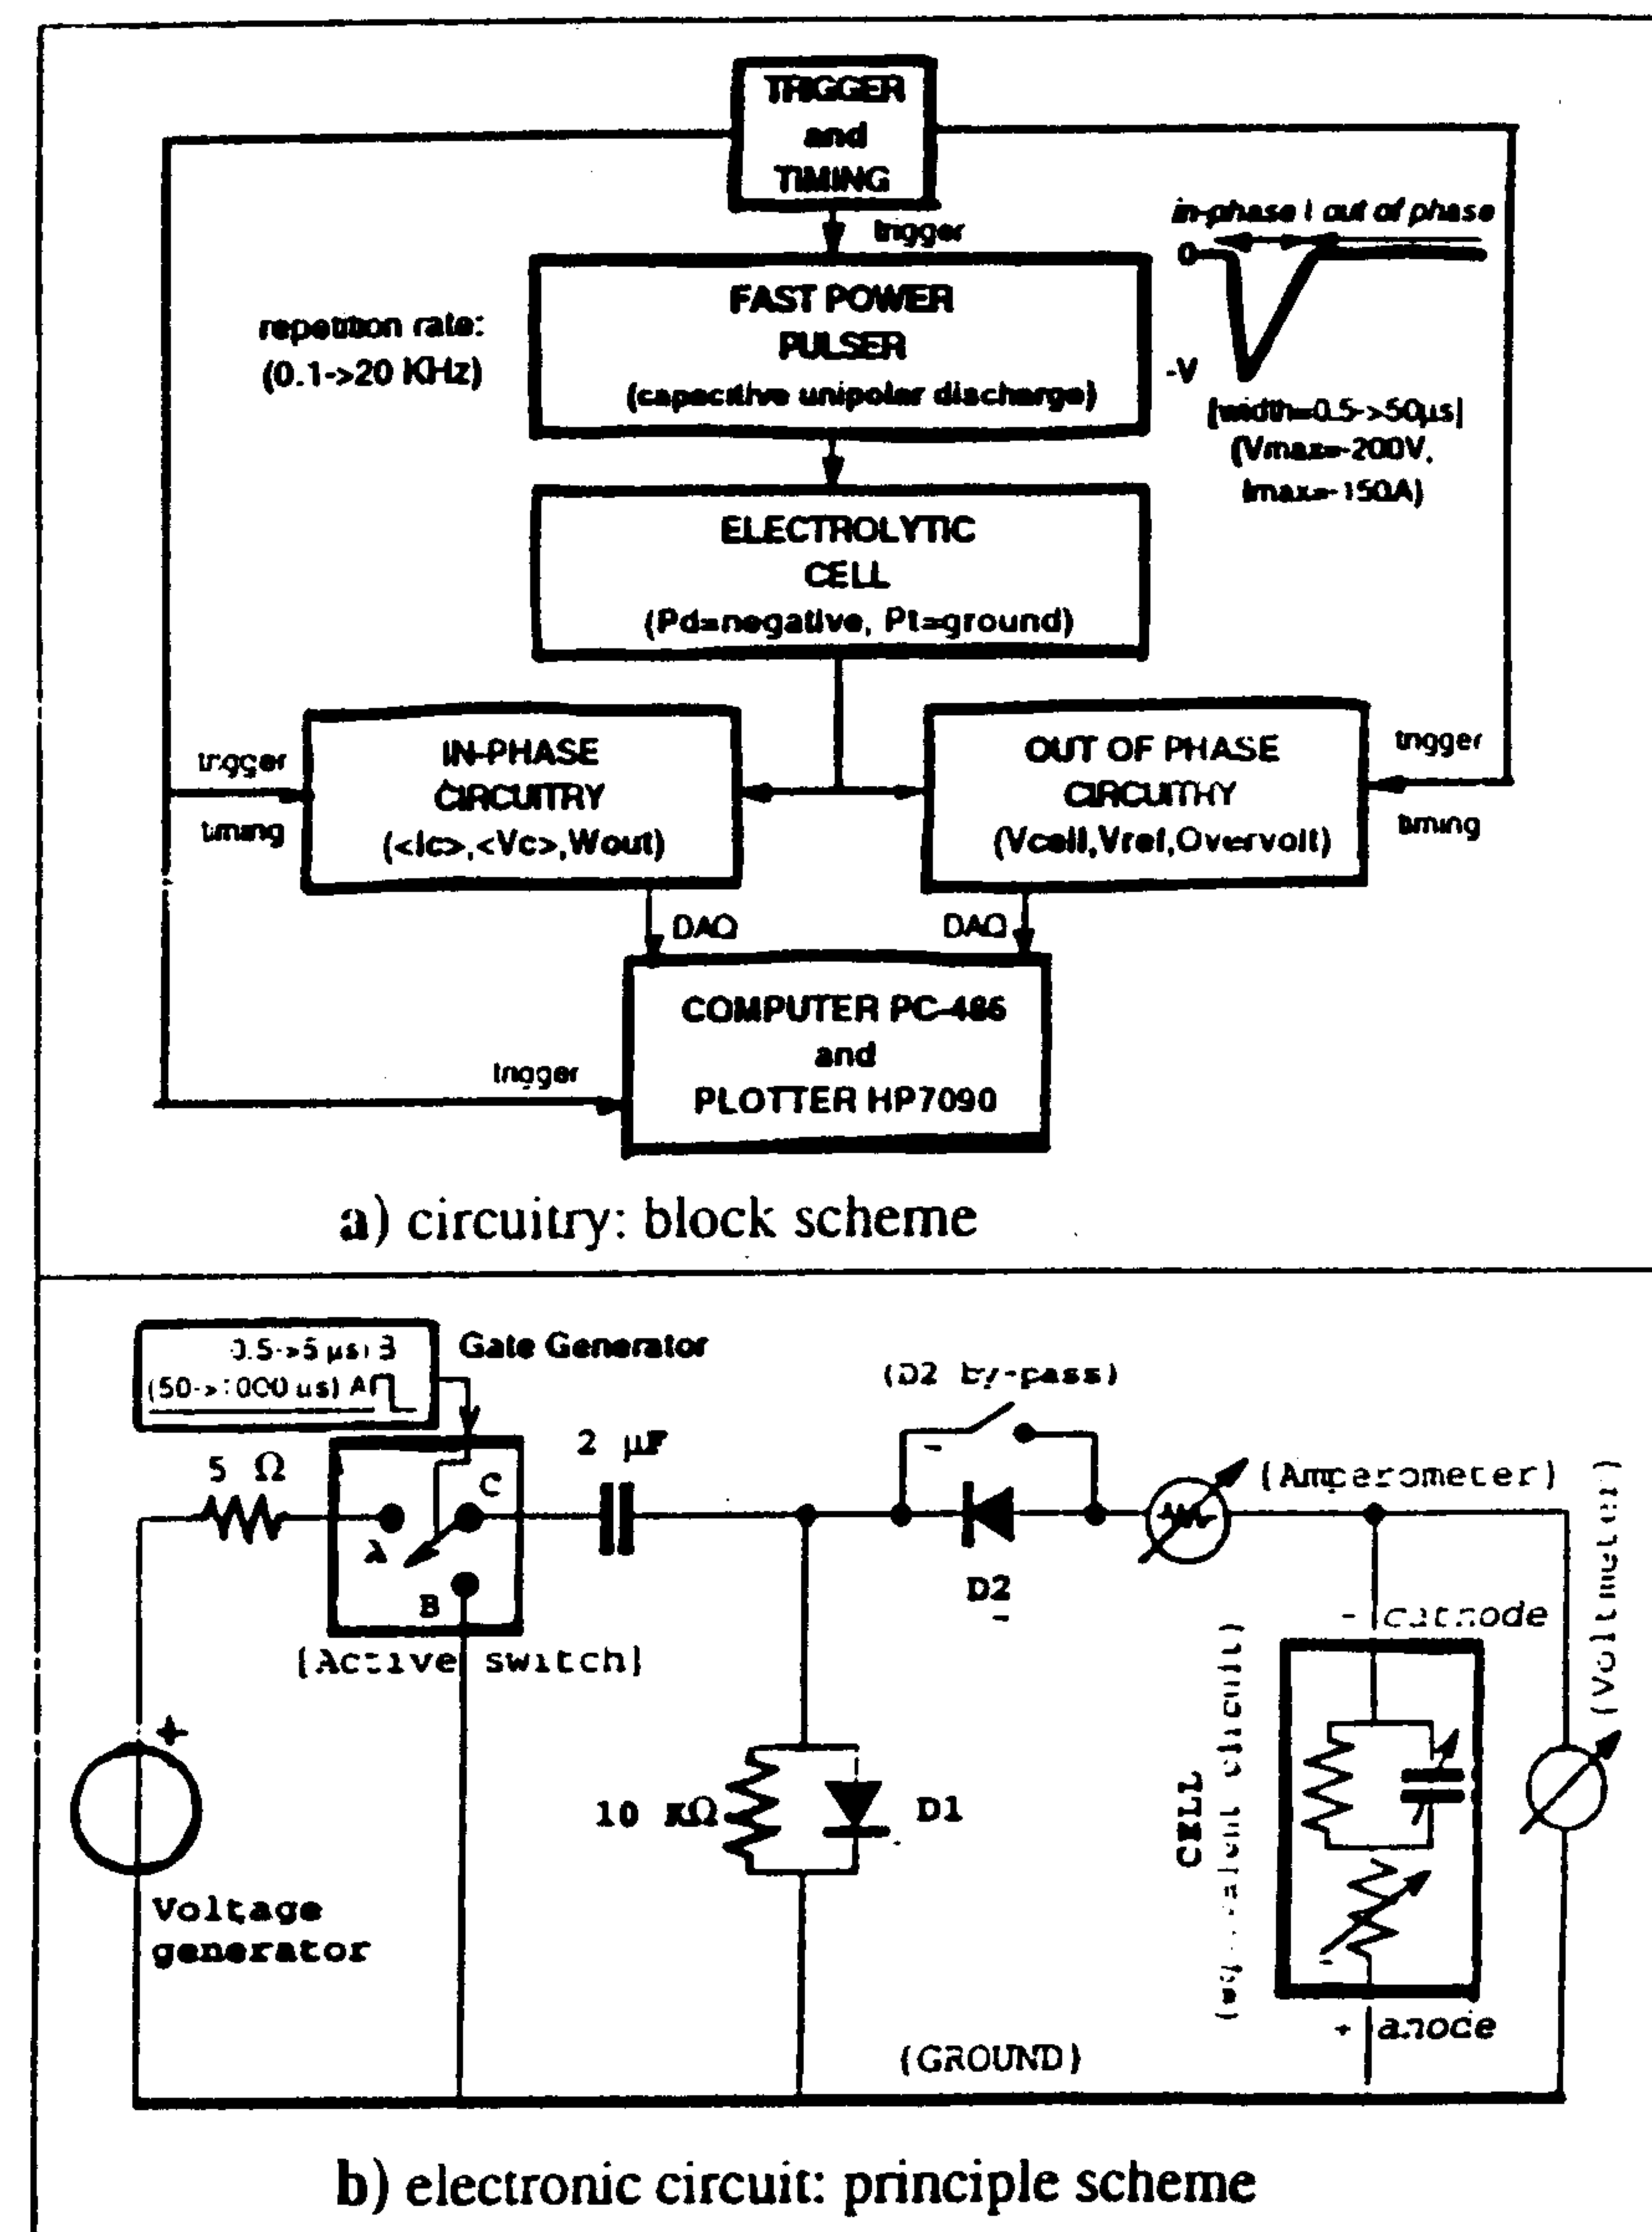 TRIGGER
and
TIMING
trigger
in-phase | out of phase
0
-V
[width=0.5->50µs]
(Vmax=-200V,
Imax=-150A)
repetition rate:
(0.1->20 KHz)
FAST POWER
PULSER
(capacitive unipolar discharge)
ELECTROLYTIC
CELL
(Pd=negative, Pt=ground)
trigger
timing
IN-PHASE
CIRCUITRY
(<Ic>,<Vc>,Wout)
OUT OF PHASE
CIRCUITRY
(Vcell,Vref,Overvolt)
trigger
timing
DAQ
DAQ
trigger
COMPUTER PC-486
and
PLOTTER HP7090
a) circuitry: block scheme
0.5->5 µs) B
(50->1000 us) A
Gate Generator
5 Ω
A
C
B
[Active switch]
2 µF
(D2 by-pass)
D2
(Amperometer)
(Voltmeter)
- cathode
10 KΩ
D1
CELL
(equivalent circuit)
+
Voltage
generator
+ anode
(GROUND)
b) electronic circuit: principle scheme